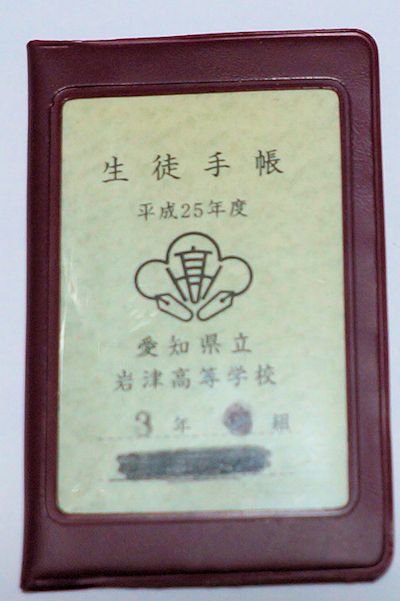 生徒手帳
平成25年度
高
愛知県立
岩津高等学校
3年 組